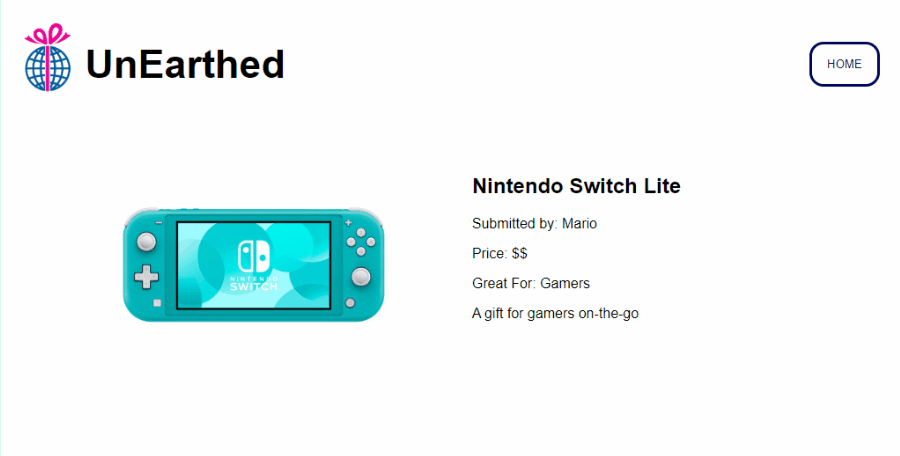 UnEarthed
HOME
Nintendo Switch Lite
Submitted by: Mario
Price: $$
Great For: Gamers
A gift for gamers on-the-go
NINTENDO
SWITCH